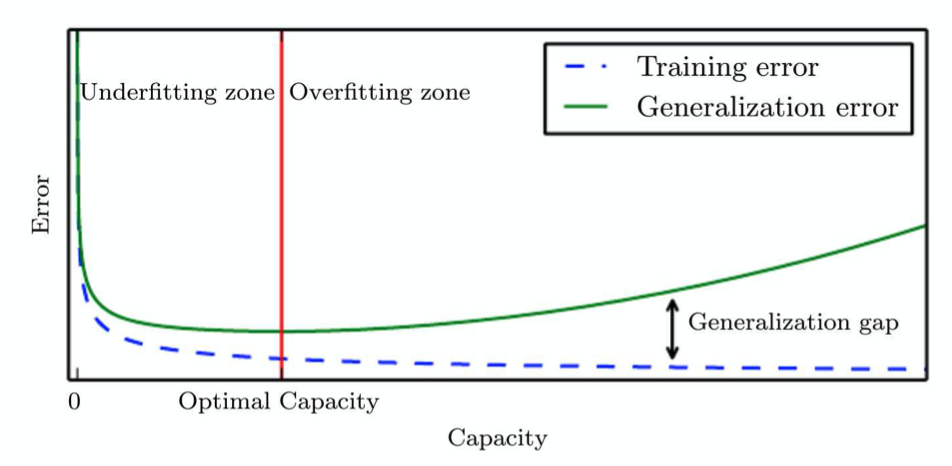 Training error
Generalization error
Underfitting zone
Overfitting zone
Error
Generalization gap
0
Optimal Capacity
Capacity